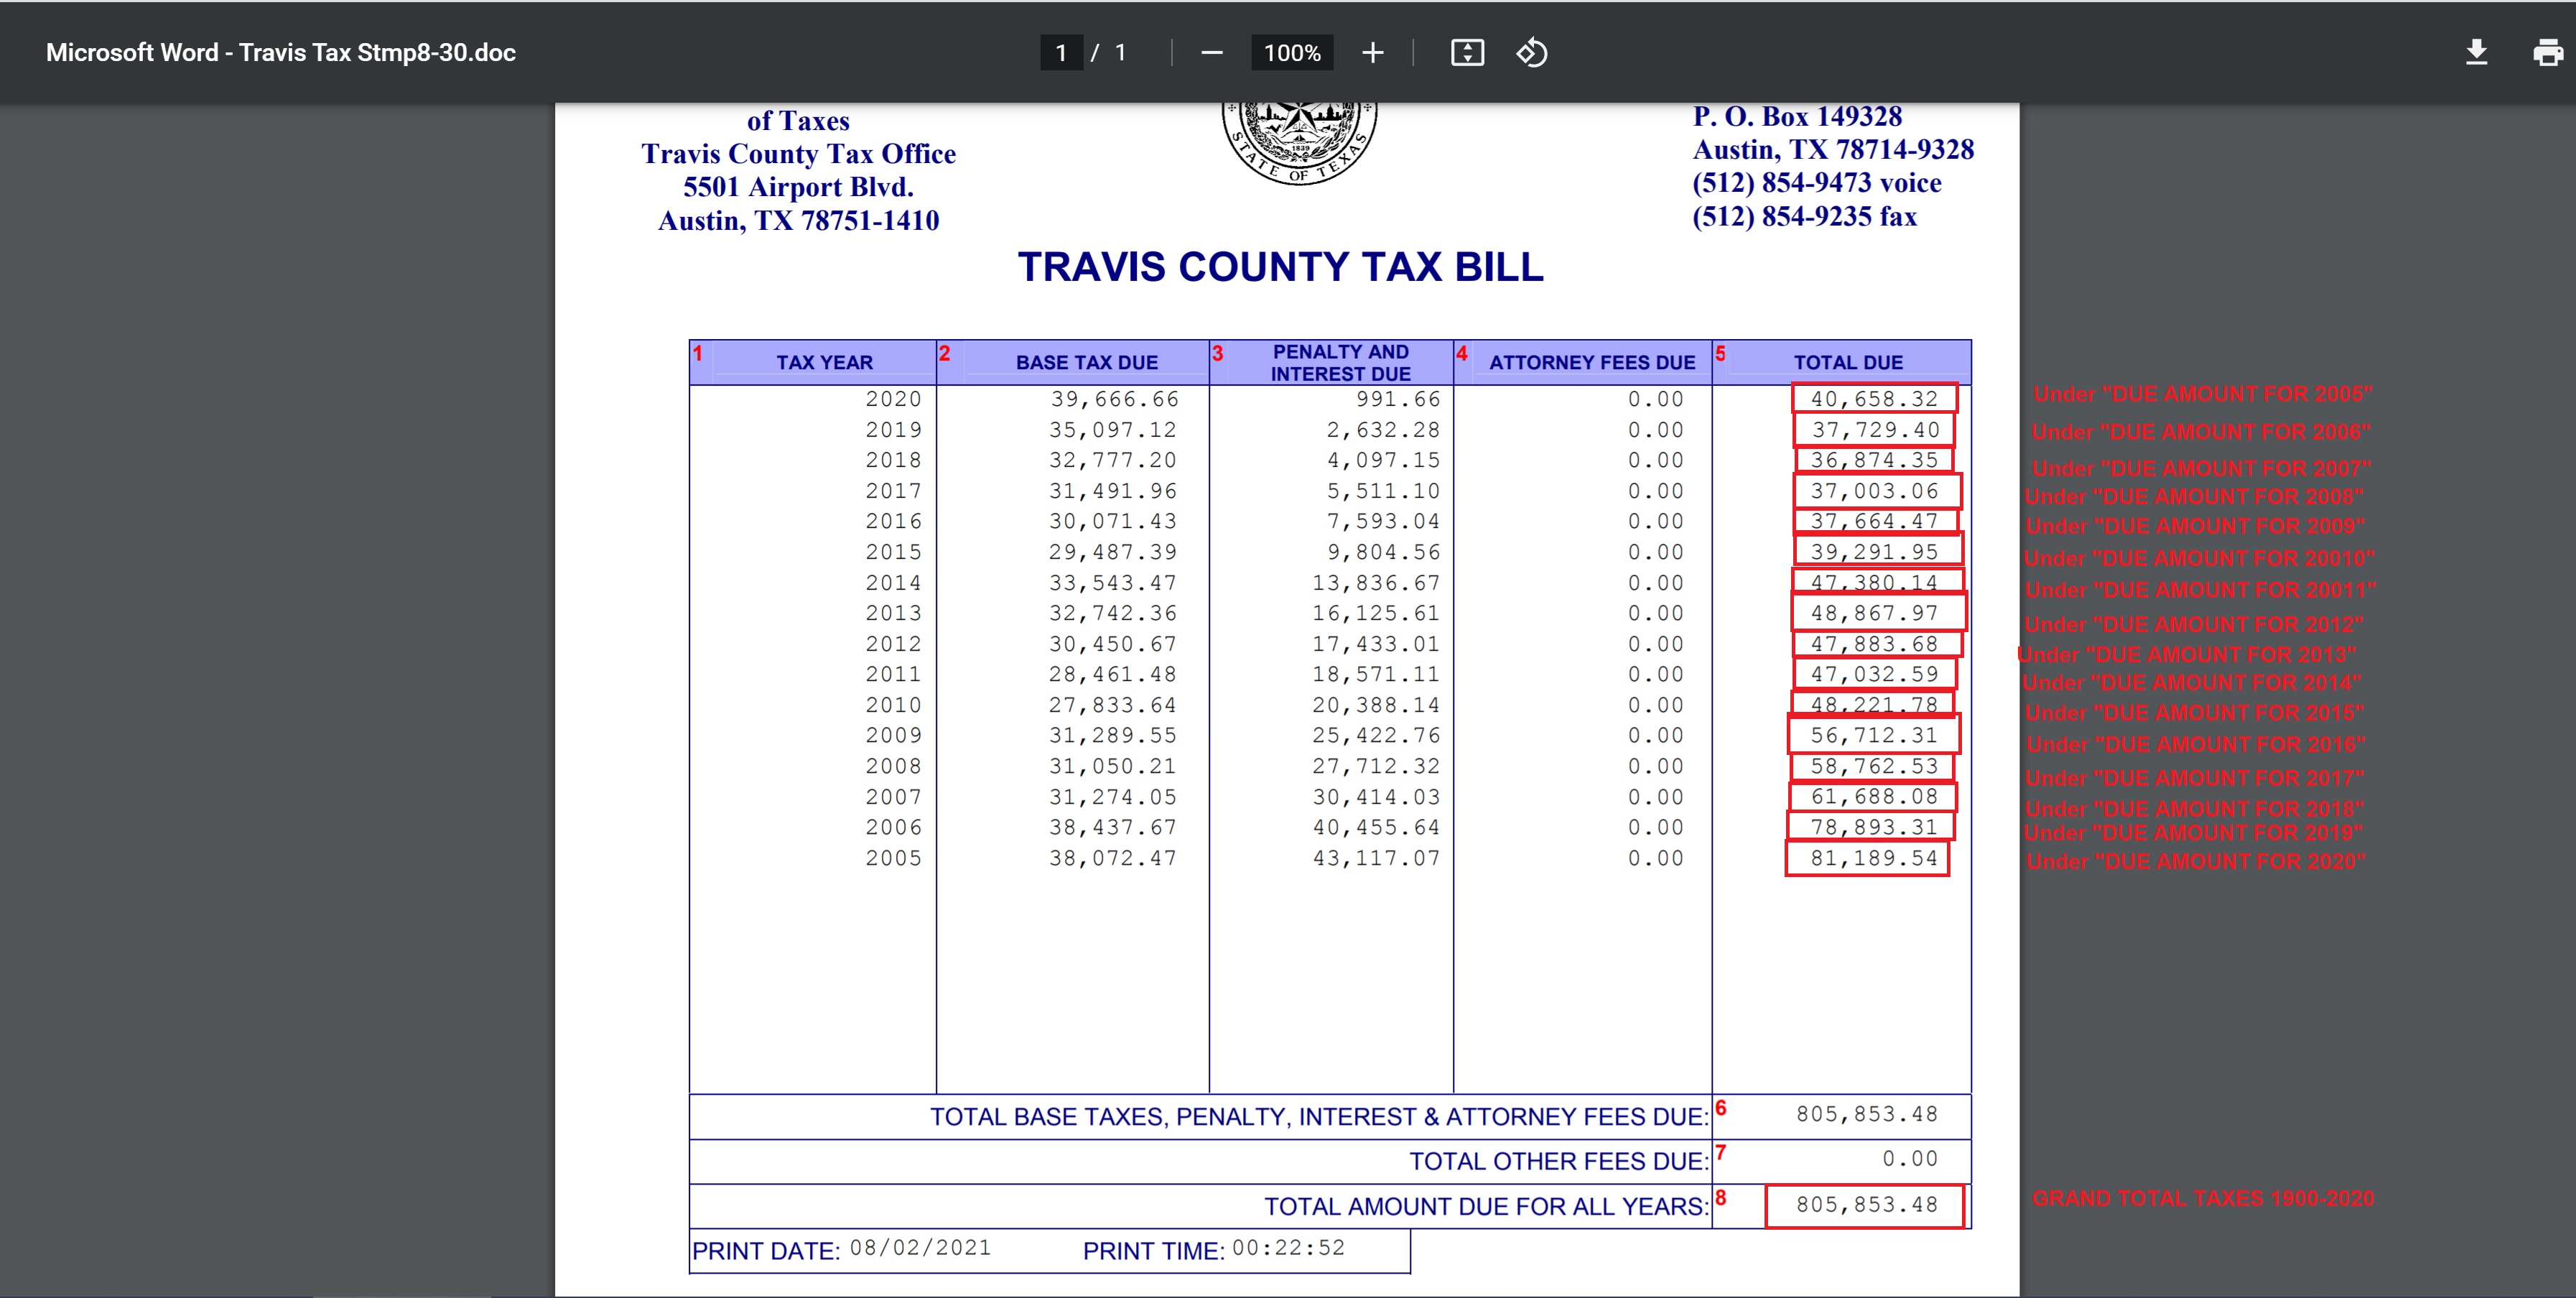 Microsoft Word - Travis Tax Stmp8-30.doc
1 / 1
100%
of Taxes
Travis County Tax Office
5501 Airport Blvd.
Austin, TX 78751-1410
1839
STATE OF TEXAS
P. O. Box 149328
Austin, TX 78714-9328
(512) 854-9473 voice
(512) 854-9235 fax
TRAVIS COUNTY TAX BILL
1 TAX YEAR 2 BASE TAX DUE 3 PENALTY AND INTEREST DUE 4 ATTORNEY FEES DUE 5 TOTAL DUE
2020 39,666.66 991.66 0.00 40,658.32 Under "DUE AMOUNT FOR 2005"
2019 35,097.12 2,632.28 0.00 37,729.40 Under "DUE AMOUNT FOR 2006"
2018 32,777.20 4,097.15 0.00 36,874.35 Under "DUE AMOUNT FOR 2007"
2017 31,491.96 5,511.10 0.00 37,003.06 Under "DUE AMOUNT FOR 2008"
2016 30,071.43 7,593.04 0.00 37,664.47 Under "DUE AMOUNT FOR 2009"
2015 29,487.39 9,804.56 0.00 39,291.95 Under "DUE AMOUNT FOR 20010"
2014 33,543.47 13,836.67 0.00 47,380.14 Under "DUE AMOUNT FOR 20011"
2013 32,742.36 16,125.61 0.00 48,867.97 Under "DUE AMOUNT FOR 2012"
2012 30,450.67 17,433.01 0.00 47,883.68 Under "DUE AMOUNT FOR 2013"
2011 28,461.48 18,571.11 0.00 47,032.59 Under "DUE AMOUNT FOR 2014"
2010 27,833.64 20,388.14 0.00 48,221.78 Under "DUE AMOUNT FOR 2015"
2009 31,289.55 25,422.76 0.00 56,712.31 Under "DUE AMOUNT FOR 2016"
2008 31,050.21 27,712.32 0.00 58,762.53 Under "DUE AMOUNT FOR 2017"
2007 31,274.05 30,414.03 0.00 61,688.08 Under "DUE AMOUNT FOR 2018"
2006 38,437.67 40,455.64 0.00 78,893.31 Under "DUE AMOUNT FOR 2019"
2005 38,072.47 43,117.07 0.00 81,189.54 Under "DUE AMOUNT FOR 2020"
TOTAL BASE TAXES, PENALTY, INTEREST & ATTORNEY FEES DUE: 6 805,853.48
TOTAL OTHER FEES DUE: 7 0.00
TOTAL AMOUNT DUE FOR ALL YEARS: 8 805,853.48 GRAND TOTAL TAXES 1900-2020
PRINT DATE: 08/02/2021 PRINT TIME: 00:22:52